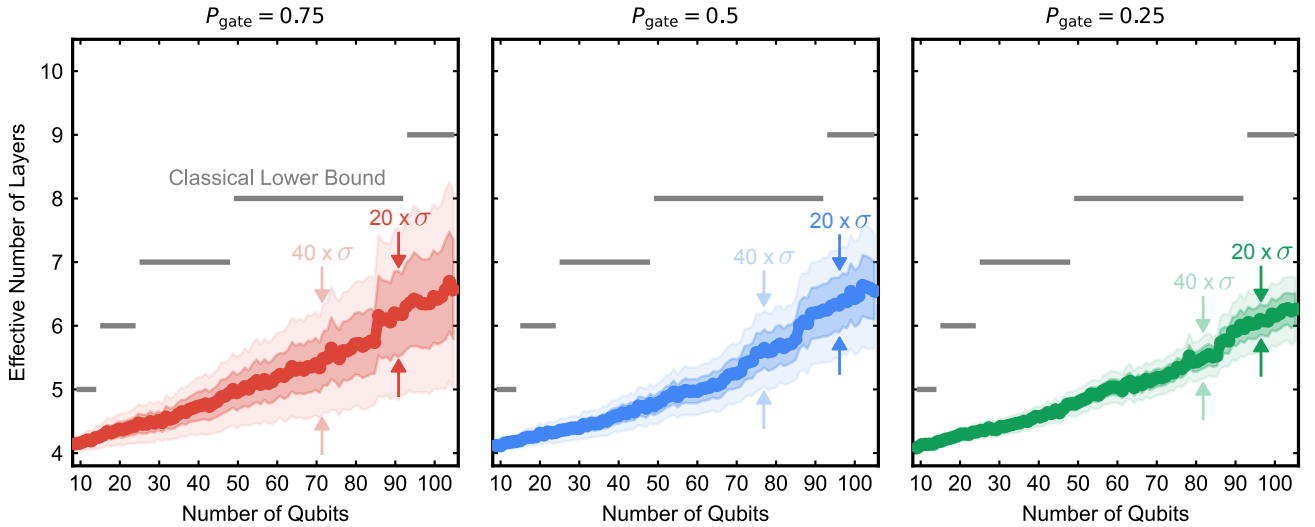 P_gate = 0.75
P_gate = 0.5
P_gate = 0.25
Effective Number of Layers
10
9
8
7
6
5
4
Classical Lower Bound
40 x σ
20 x σ
40 x σ
20 x σ
40 x σ
20 x σ
10 20 30 40 50 60 70 80 90 100
10 20 30 40 50 60 70 80 90 100
10 20 30 40 50 60 70 80 90 100
Number of Qubits
Number of Qubits
Number of Qubits